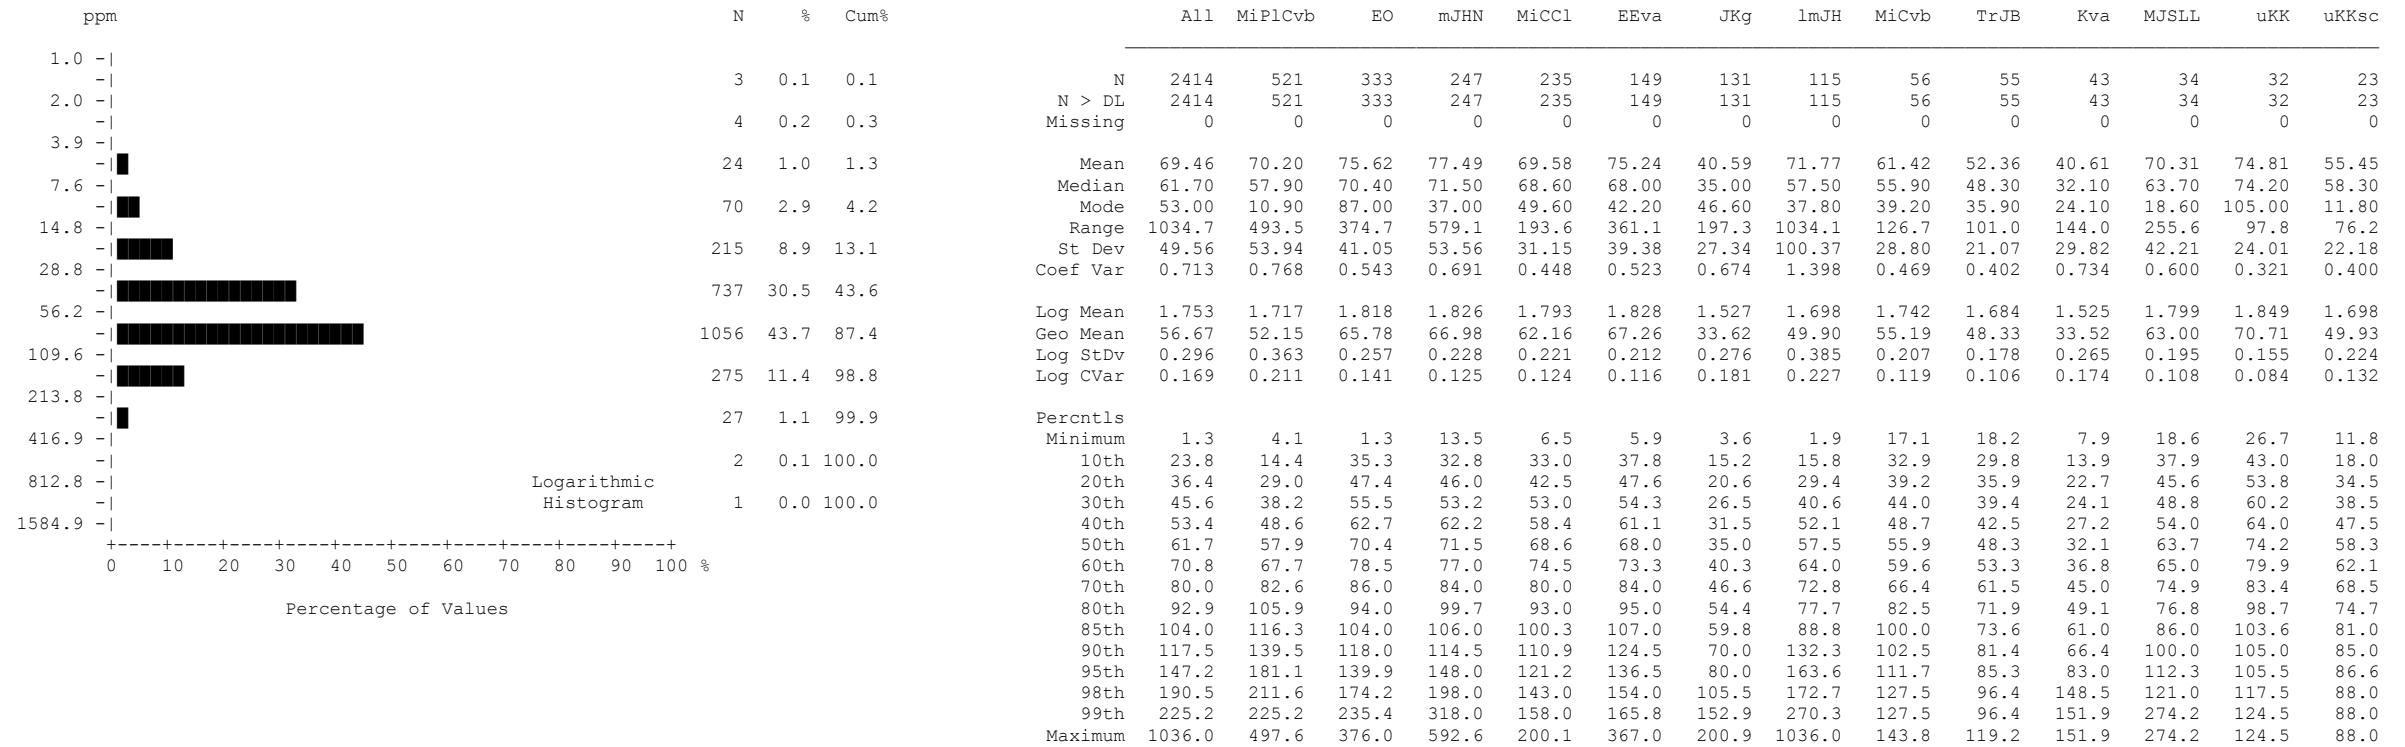 ppm N % Cum% All MiPlCvb EO mJHN MiCCl EEva JKg lmJH MiCvb TrJB Kva MJSLL uKK uKKsc
1.0 -|
-| 3 0.1 0.1 N 2414 521 333 247 235 149 131 115 56 55 43 34 32 23
2.0 -| N > DL 2414 521 333 247 235 149 131 115 56 55 43 34 32 23
-| 4 0.2 0.3 Missing 0 0 0 0 0 0 0 0 0 0 0 0 0 0
3.9 -|
-| 24 1.0 1.3 Mean 69.46 70.20 75.62 77.49 69.58 75.24 40.59 71.77 61.42 52.36 40.61 70.31 74.81 55.45
7.6 -| Median 61.70 57.90 70.40 71.50 68.60 68.00 35.00 57.50 55.90 48.30 32.10 63.70 74.20 58.30
-| 70 2.9 4.2 Mode 53.00 10.90 87.00 37.00 49.60 42.20 46.60 37.80 39.20 35.90 24.10 18.60 105.00 11.80
14.8 -| Range 1034.7 493.5 374.7 579.1 193.6 361.1 197.3 1034.1 126.7 101.0 144.0 255.6 97.8 76.2
-| 215 8.9 13.1 St Dev 49.56 53.94 41.05 53.56 31.15 39.38 27.34 100.37 28.80 21.07 29.82 42.21 24.01 22.18
28.8 -| Coef Var 0.713 0.768 0.543 0.691 0.448 0.523 0.674 1.398 0.469 0.402 0.734 0.600 0.321 0.400
-| 737 30.5 43.6
56.2 -| Log Mean 1.753 1.717 1.818 1.826 1.793 1.828 1.527 1.698 1.742 1.684 1.525 1.799 1.849 1.698
-| 1056 43.7 87.4 Geo Mean 56.67 52.15 65.78 66.98 62.16 67.26 33.62 49.90 55.19 48.33 33.52 63.00 70.71 49.93
109.6 -| Log StDv 0.296 0.363 0.257 0.228 0.221 0.212 0.276 0.385 0.207 0.178 0.265 0.195 0.155 0.224
-| 275 11.4 98.8 Log CVar 0.169 0.211 0.141 0.125 0.124 0.116 0.181 0.227 0.119 0.106 0.174 0.108 0.084 0.132
213.8 -|
-| 27 1.1 99.9 Percntls
416.9 -| Minimum 1.3 4.1 1.3 13.5 6.5 5.9 3.6 1.9 17.1 18.2 7.9 18.6 26.7 11.8
-| 2 0.1 100.0 10th 23.8 14.4 35.3 32.8 33.0 37.8 15.2 15.8 32.9 29.8 13.9 37.9 43.0 18.0
812.8 -| Logarithmic 20th 36.4 29.0 47.4 46.0 42.5 47.6 20.6 29.4 39.2 35.9 22.7 45.6 53.8 34.5
-| Histogram 1 0.0 100.0 30th 45.6 38.2 55.5 53.2 53.0 54.3 26.5 40.6 44.0 39.4 24.1 48.8 60.2 38.5
1584.9 -| 40th 53.4 48.6 62.7 62.2 58.4 61.1 31.5 52.1 48.7 42.5 27.2 54.0 64.0 47.5
+----+----+----+----+----+----+----+----+----+----+ 50th 61.7 57.9 70.4 71.5 68.6 68.0 35.0 57.5 55.9 48.3 32.1 63.7 74.2 58.3
0 10 20 30 40 50 60 70 80 90 100 % 60th 70.8 67.7 78.5 77.0 74.5 73.3 40.3 64.0 59.6 53.3 36.8 65.0 79.9 62.1
70th 80.0 82.6 86.0 84.0 80.0 84.0 46.6 72.8 66.4 61.5 45.0 74.9 83.4 68.5
Percentage of Values 80th 92.9 105.9 94.0 99.7 93.0 95.0 54.4 77.7 82.5 71.9 49.1 76.8 98.7 74.7
85th 104.0 116.3 104.0 106.0 100.3 107.0 59.8 88.8 100.0 73.6 61.0 86.0 103.6 81.0
90th 117.5 139.5 118.0 114.5 110.9 124.5 70.0 132.3 102.5 81.4 66.4 100.0 105.0 85.0
95th 147.2 181.1 139.9 148.0 121.2 136.5 80.0 163.6 111.7 85.3 83.0 112.3 105.5 86.6
98th 190.5 211.6 174.2 198.0 143.0 154.0 105.5 172.7 127.5 96.4 148.5 121.0 117.5 88.0
99th 225.2 225.2 235.4 318.0 158.0 165.8 152.9 270.3 127.5 96.4 151.9 274.2 124.5 88.0
Maximum 1036.0 497.6 376.0 592.6 200.1 367.0 200.9 1036.0 143.8 119.2 151.9 274.2 124.5 88.0